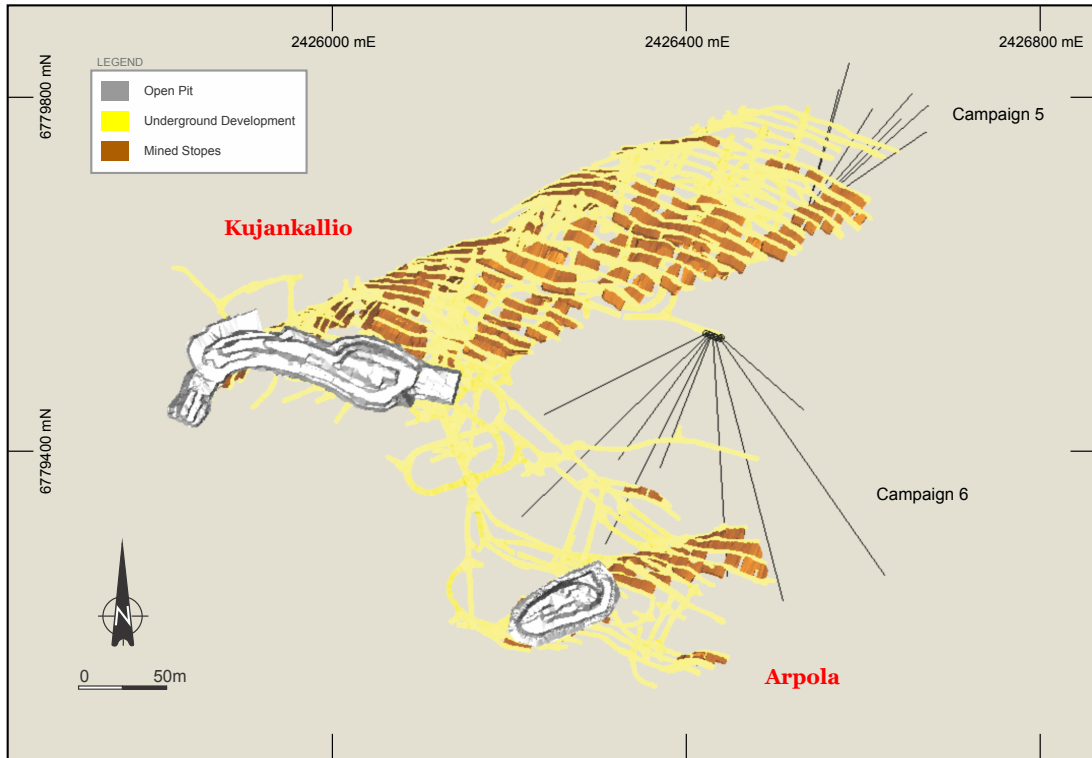 2426000 mE
2426400 mE
2426800 mE
6779800 mN
6779400 mN
LEGEND
Open Pit
Underground Development
Mined Stopes
Campaign 5
Kujankallio
Campaign 6
N
0 50m
Arpola